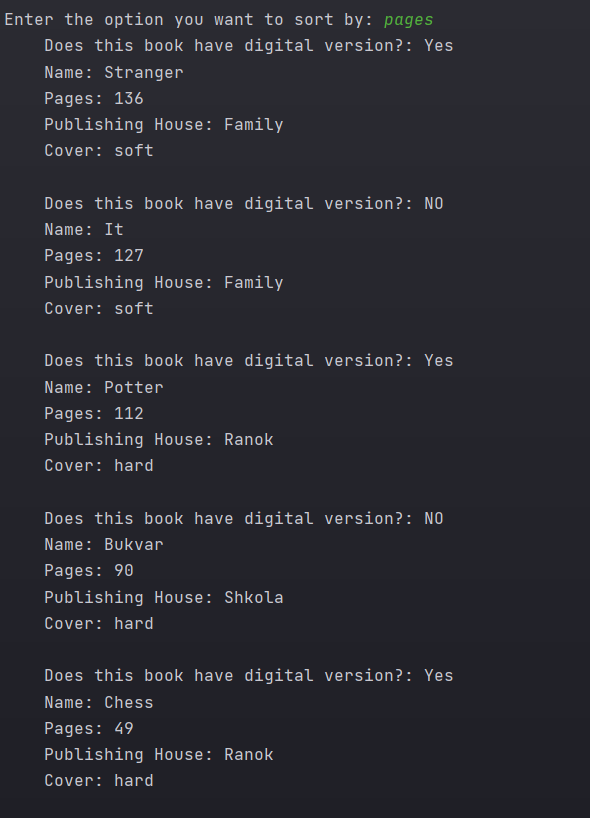 Enter the option you want to sort by: pages
Does this book have digital version?: Yes
Name: Stranger
Pages: 136
Publishing House: Family
Cover: soft
Does this book have digital version?: NO
Name: It
Pages: 127
Publishing House: Family
Cover: soft
Does this book have digital version?: Yes
Name: Potter
Pages: 112
Publishing House: Ranok
Cover: hard
Does this book have digital version?: NO
Name: Bukvar
Pages: 90
Publishing House: Shkola
Cover: hard
Does this book have digital version?: Yes
Name: Chess
Pages: 49
Publishing House: Ranok
Cover: hard